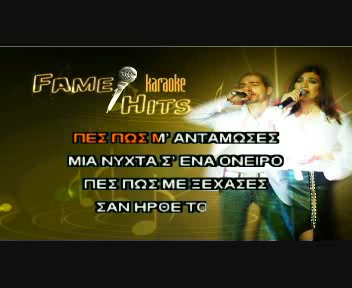 FAME karaoke
HITS
ΠΕΣ ΠΩΣ Μ' ΑΝΤΑΜΩΣΕΣ
ΜΙΑ ΝΥΧΤΑ Σ' ΕΝΑ ΟΝΕΙΡΟ
ΠΕΣ ΠΩΣ ΜΕ ΞΕΧΑΣΕΣ
ΣΑΝ ΗΡΘΕ ΤΟ